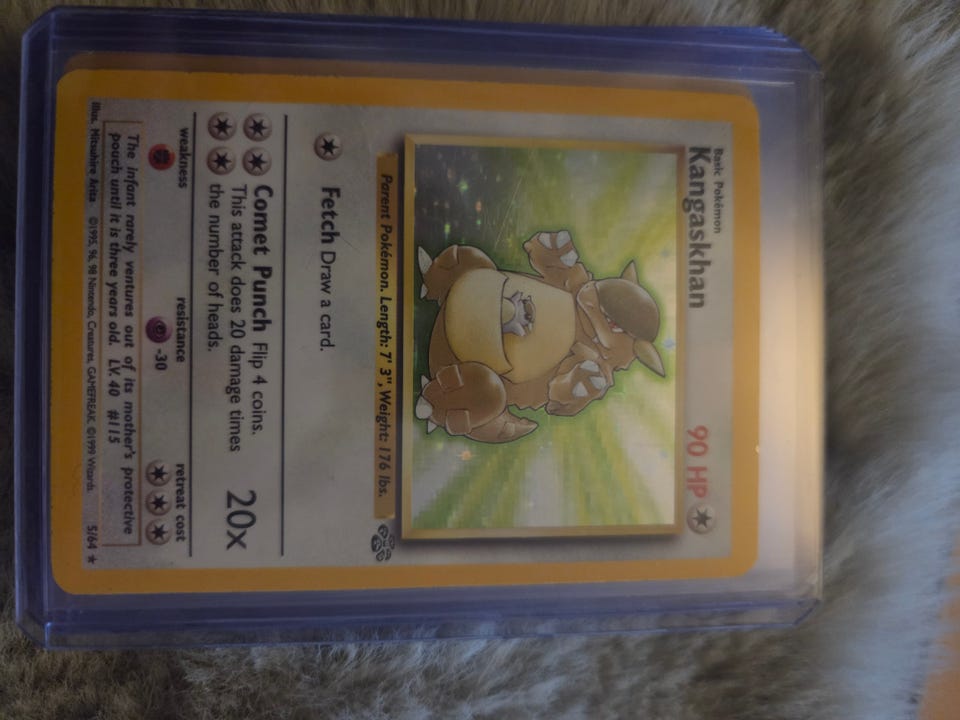 Basic Pokémon
Kangaskhan 90 HP
Parent Pokémon. Length: 7' 3", Weight: 176 lbs.
Fetch Draw a card.
Comet Punch Flip 4 coins.
This attack does 20 damage times
the number of heads.
20x
weakness resistance retreat cost
-30
The infant rarely ventures out of its mother's protective
pouch until it is three years old. LV. 40 #115
Illus. Mitsuhiro Arita ©1995, 96, 98 Nintendo, Creatures, GAMEFREAK. ©1999 Wizards. 5/64